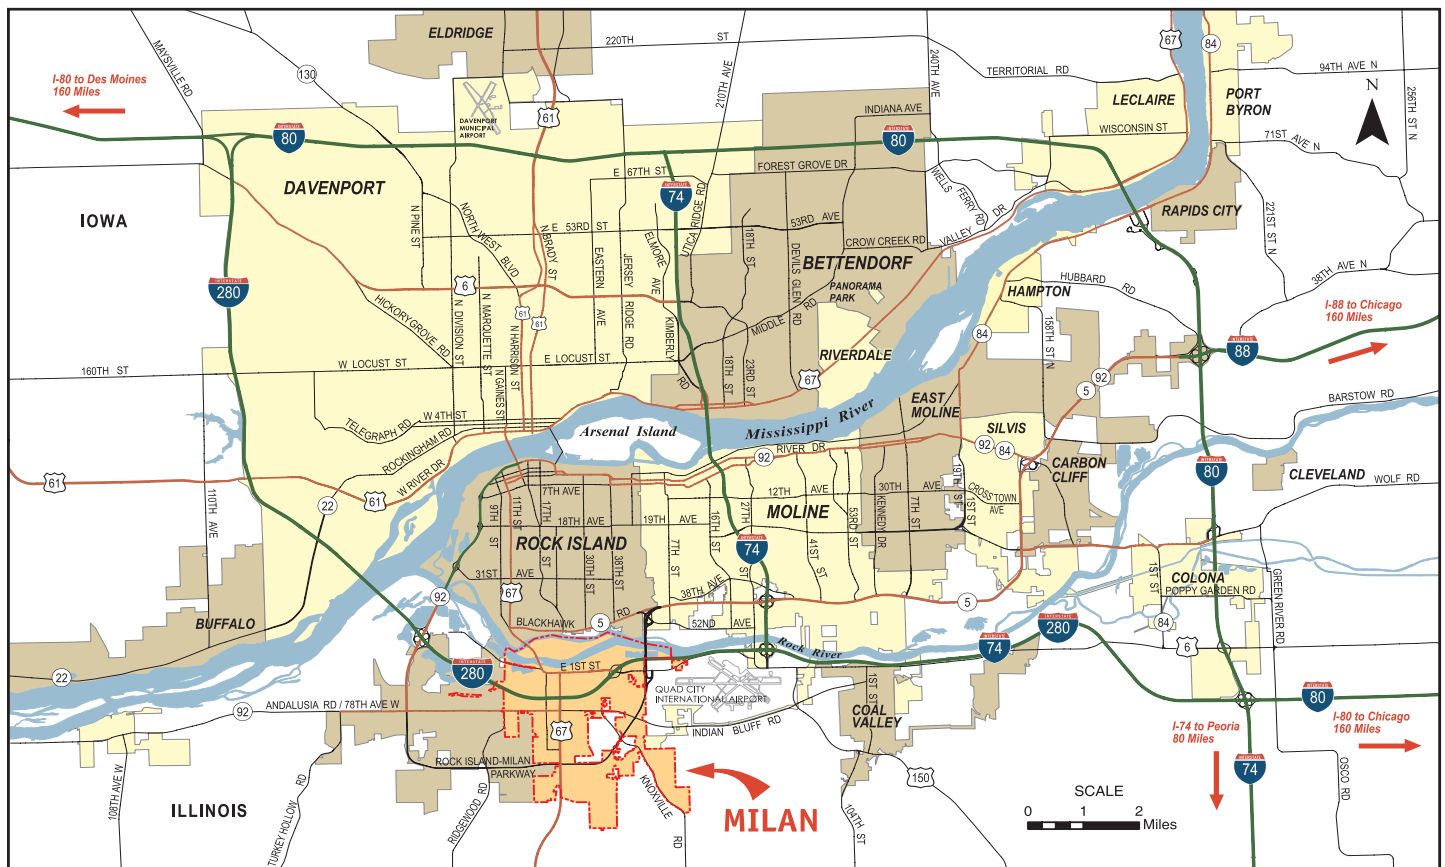 ELDRIDGE
220TH ST
67
84
MAYSVILLE RD
130
210TH AVE
240TH AVE
TERRITORIAL RD
94TH AVE N
I-80 to Des Moines
160 Miles
N
256TH ST N
LECLAIRE
PORT
BYRON
INDIANA AVE
61
DAVENPORT
MUNICIPAL
AIRPORT
WISCONSIN ST
71ST AVE N
INTERSTATE
80
INTERSTATE
80
FOREST GROVE DR
E 67TH ST
WELLS FERRY RD
DAVENPORT
INTERSTATE
74
UTICA RIDGE RD
IOWA
N PINE ST
NORTH WEST BLVD
N BRADY ST
E 53RD ST
53RD AVE
RAPIDS CITY
221ST ST N
ELMORE AVE
18TH ST
DEVILS GLEN RD
CROW CREEK RD
VALLEY DR
EASTERN AVE
JERSEY RIDGE RD
BETTENDORF
38TH AVE N
HUBBARD RD
INTERSTATE
280
6
PANORAMA
PARK
HAMPTON
HICKORY GROVE RD
N DIVISION ST
N MARQUETTE ST
N HARRISON ST
61
61
KIMBERLY RD
MIDDLE RD
I-88 to Chicago
160 Miles
84
158TH ST N
88
RIVERDALE
W LOCUST ST
E LOCUST ST
160TH ST
N GAINES ST
18TH ST
23RD ST
67
5
92
BARSTOW RD
EAST
MOLINE
W 4TH ST
TELEGRAPH RD
ROCKINGHAM RD
Arsenal Island
Mississippi River
SILVIS
RIVER DR
92
92
84
W RIVER DR
61
CARBON
CLIFF
80
CLEVELAND
WOLF RD
61
22
110TH AVE
7TH AVE
12TH AVE
30TH AVE
19TH ST
CROSS TOWN
AVE
1ST ST
9TH ST
11TH ST
17TH ST
18TH AVE
19TH AVE
16TH ST
27TH ST
MOLINE
41ST ST
53RD ST
KENNEDY DR
7TH ST
ROCK ISLAND
30TH ST
38TH ST
7TH ST
INTERSTATE
74
31ST AVE
38TH AVE
1ST ST
COLONA
POPPY GARDEN RD
GREEN RIVER RD
92
67
5
BUFFALO
BLACKHAWK RD
5
52ND AVE
84
INTERSTATE
280
Rock River
74
6
22
INTERSTATE
280
E 1ST ST
QUAD CITY
INTERNATIONAL AIRPORT
1ST ST
INTERSTATE
80
ANDALUSIA RD / 78TH AVE W
92
COAL
VALLEY
67
INDIAN BLUFF RD
I-74 to Peoria
80 Miles
I-80 to Chicago
160 Miles
ROCK ISLAND-MILAN
PARKWAY
108TH AVE W
TURKEY HOLLOW RD
RIDGEWOOD RD
KNOXVILLE RD
150
74
OSCO RD
ILLINOIS
MILAN
104TH ST
SCALE
0 1 2
Miles